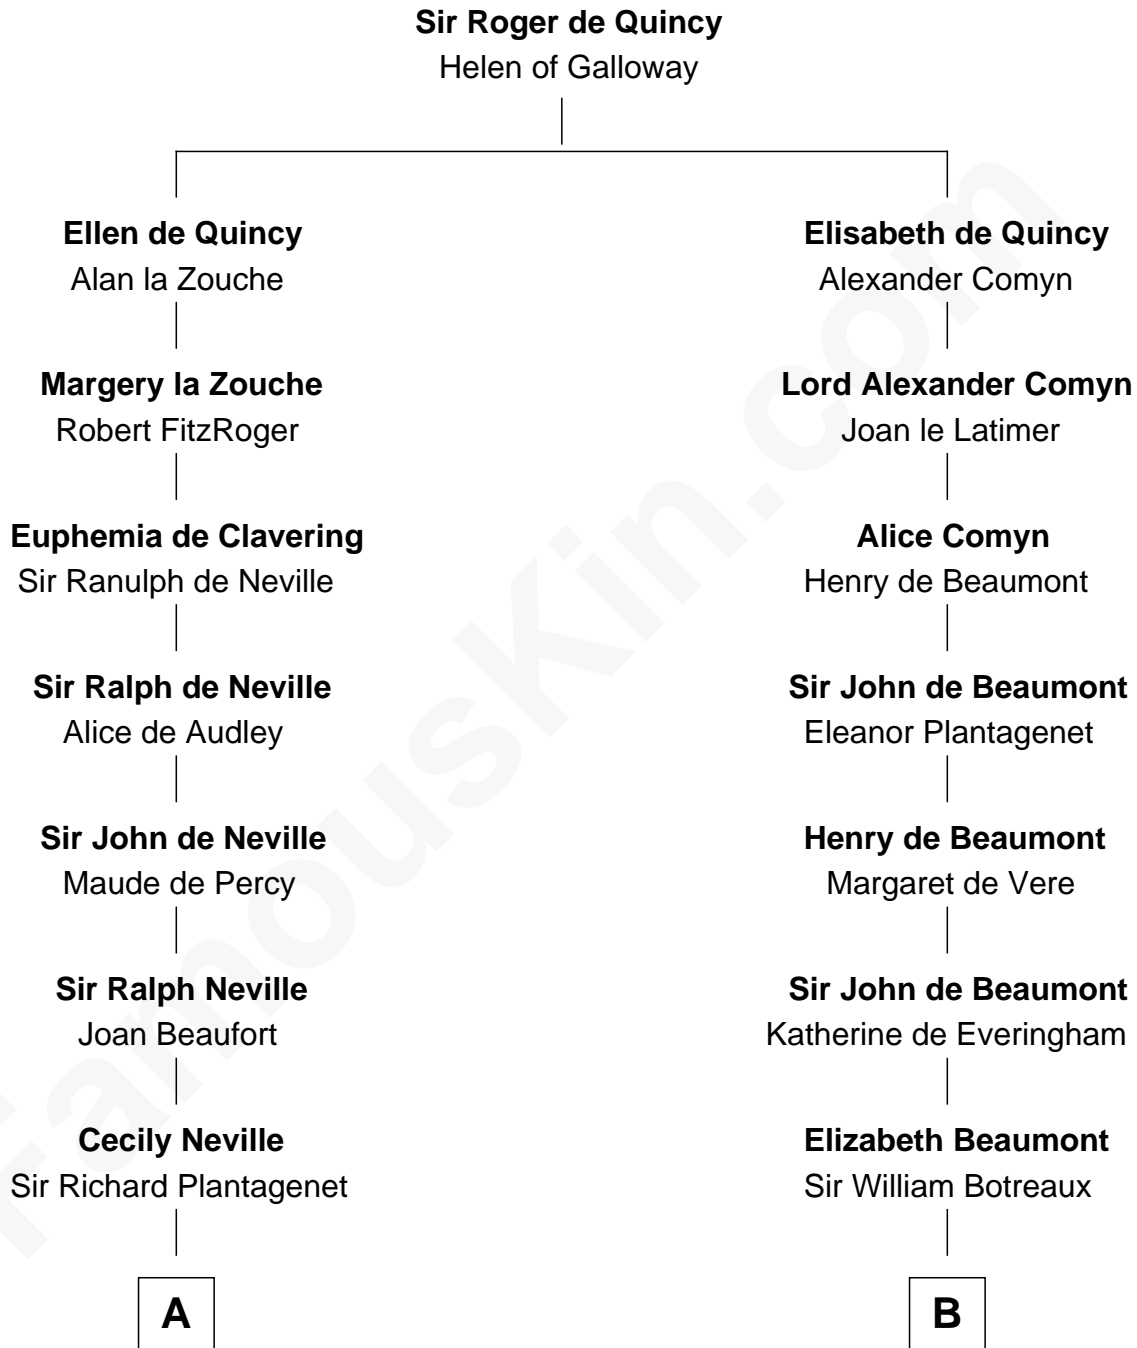 Sir Roger de Quincy
Helen of Galloway
Ellen de Quincy
Alan la Zouche
Elisabeth de Quincy
Alexander Comyn
Margery la Zouche
Robert FitzRoger
Lord Alexander Comyn
Joan le Latimer
Euphemia de Clavering
Sir Ranulph de Neville
Alice Comyn
Henry de Beaumont
Sir Ralph de Neville
Alice de Audley
Sir John de Beaumont
Eleanor Plantagenet
Sir John de Neville
Maude de Percy
Henry de Beaumont
Margaret de Vere
Sir Ralph Neville
Joan Beaufort
Sir John de Beaumont
Katherine de Everingham
Cecily Neville
Sir Richard Plantagenet
Elizabeth Beaumont
Sir William Botreaux
A
B
FamousKin.com